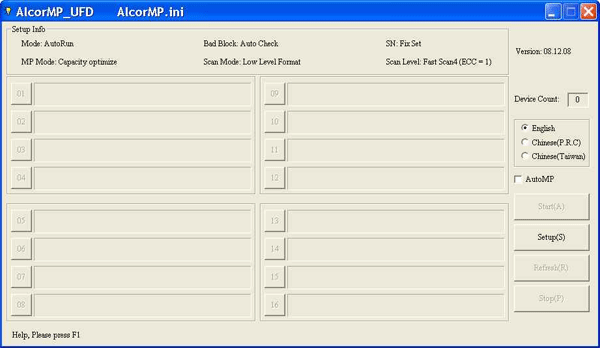 AlcorMP_UFD AlcorMP.ini
Setup Info
Mode: AutoRun Bad Block: Auto Check SN: Fix Set
MP Mode: Capacity optimize Scan Mode: Low Level Format Scan Level: Fast Scan4 (ECC = 1)
Version: 08.12.08
01 09
02 10
03 11
04 12
05 13
06 14
07 15
08 16
Device Count: 0
English
Chinese(P.R.C)
Chinese(Taiwan)
AutoMP
Start(A)
Setup(S)
Refresh(R)
Stop(P)
Help, Please press F1